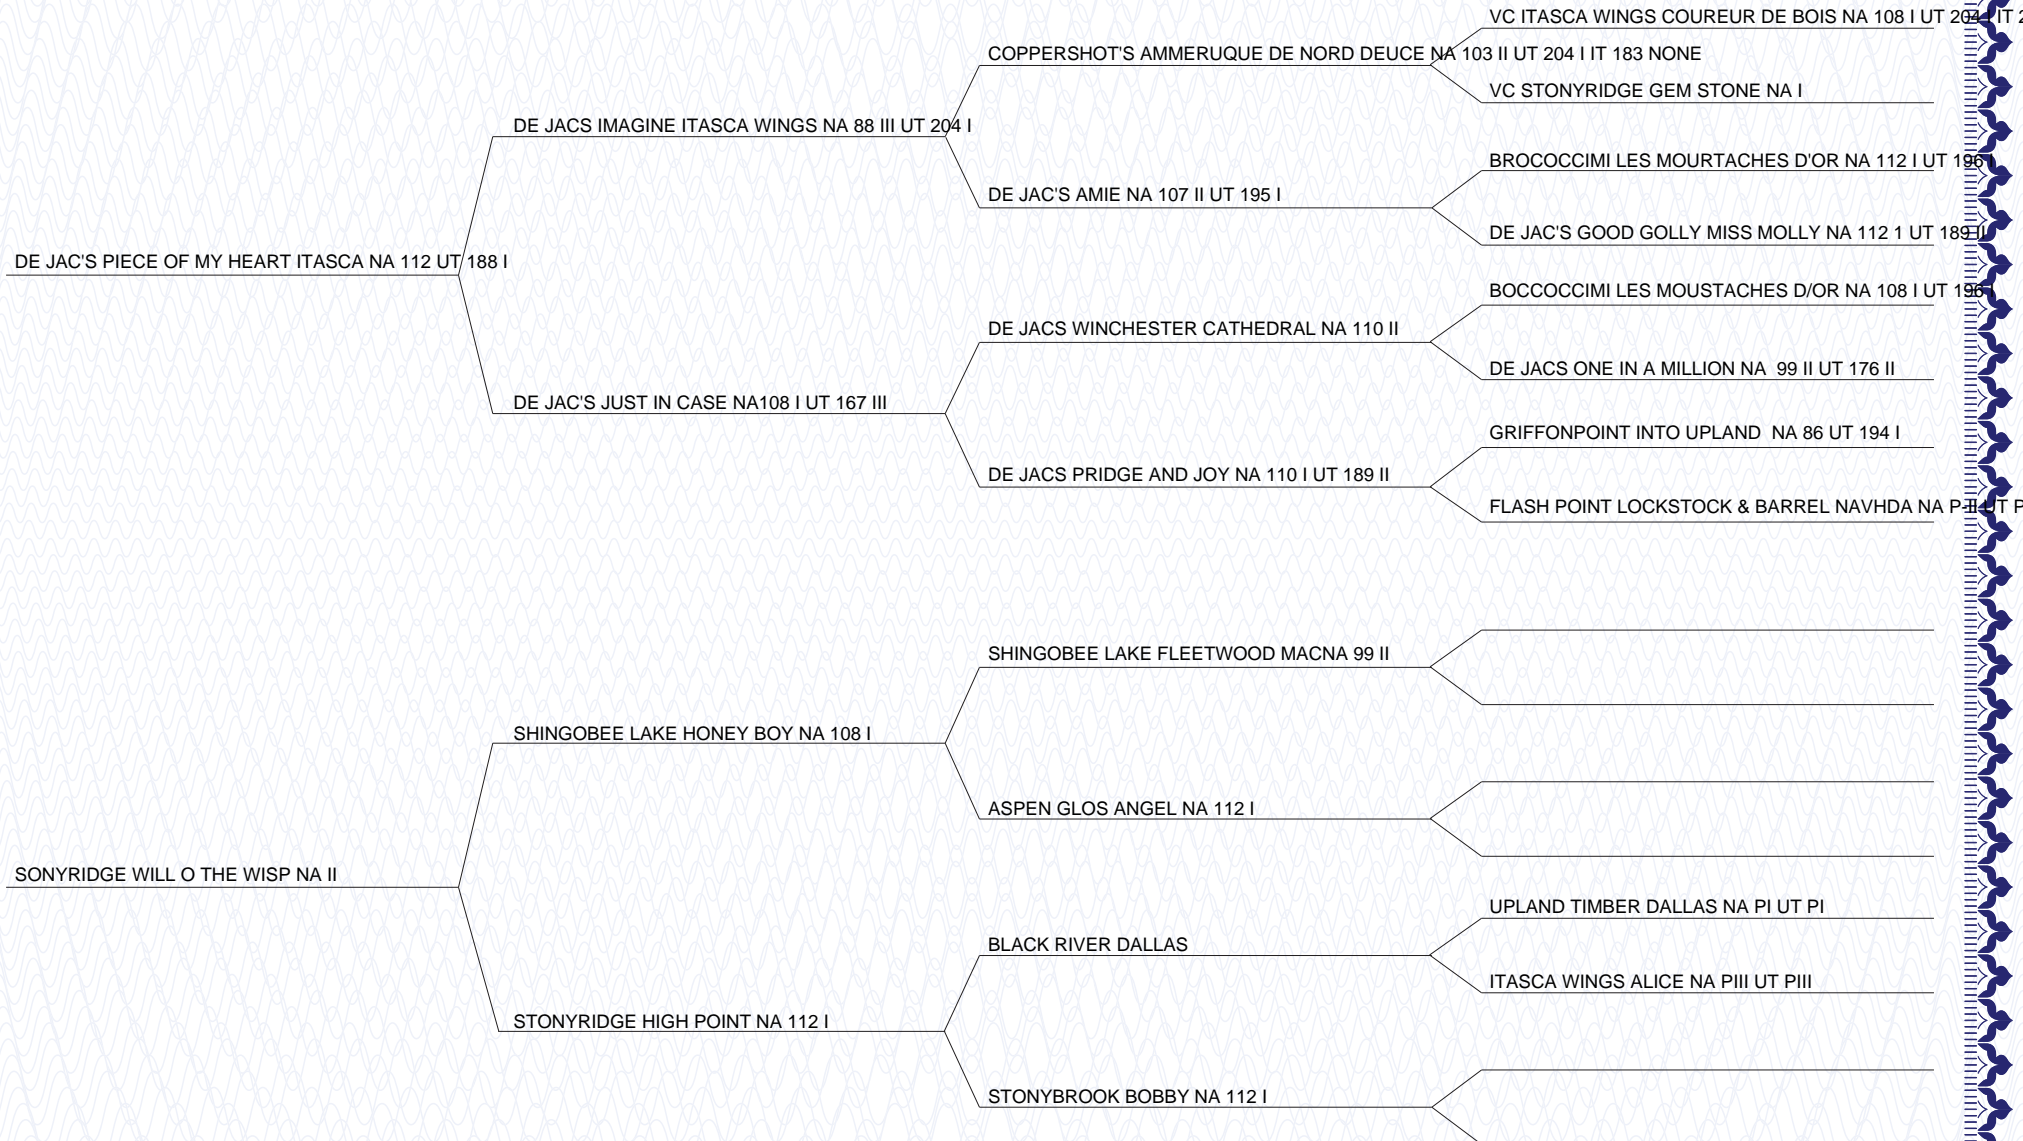 VC ITASCA WINGS COUREUR DE BOIS NA 108 I UT 204 I IT 2
COPPERSHOT'S AMMERUQUE DE NORD DEUCE NA 103 II UT 204 I IT 183 NONE
VC STONYRIDGE GEM STONE NA I
DE JACS IMAGINE ITASCA WINGS NA 88 III UT 204 I
BROCOCCIMI LES MOURTACHES D'OR NA 112 I UT 196 I
DE JAC'S AMIE NA 107 II UT 195 I
DE JAC'S GOOD GOLLY MISS MOLLY NA 112 1 UT 189 II
DE JAC'S PIECE OF MY HEART ITASCA NA 112 UT 188 I
BOCCOCCIMI LES MOUSTACHES D/OR NA 108 I UT 196 I
DE JACS WINCHESTER CATHEDRAL NA 110 II
DE JACS ONE IN A MILLION NA  99 II UT 176 II
DE JAC'S JUST IN CASE NA108 I UT 167 III
GRIFFONPOINT INTO UPLAND  NA 86 UT 194 I
DE JACS PRIDGE AND JOY NA 110 I UT 189 II
FLASH POINT LOCKSTOCK & BARREL NAVHDA NA P-II UT P
SHINGOBEE LAKE FLEETWOOD MACNA 99 II
SHINGOBEE LAKE HONEY BOY NA 108 I
ASPEN GLOS ANGEL NA 112 I
SONYRIDGE WILL O THE WISP NA II
UPLAND TIMBER DALLAS NA PI UT PI
BLACK RIVER DALLAS
ITASCA WINGS ALICE NA PIII UT PIII
STONYRIDGE HIGH POINT NA 112 I
STONYBROOK BOBBY NA 112 I